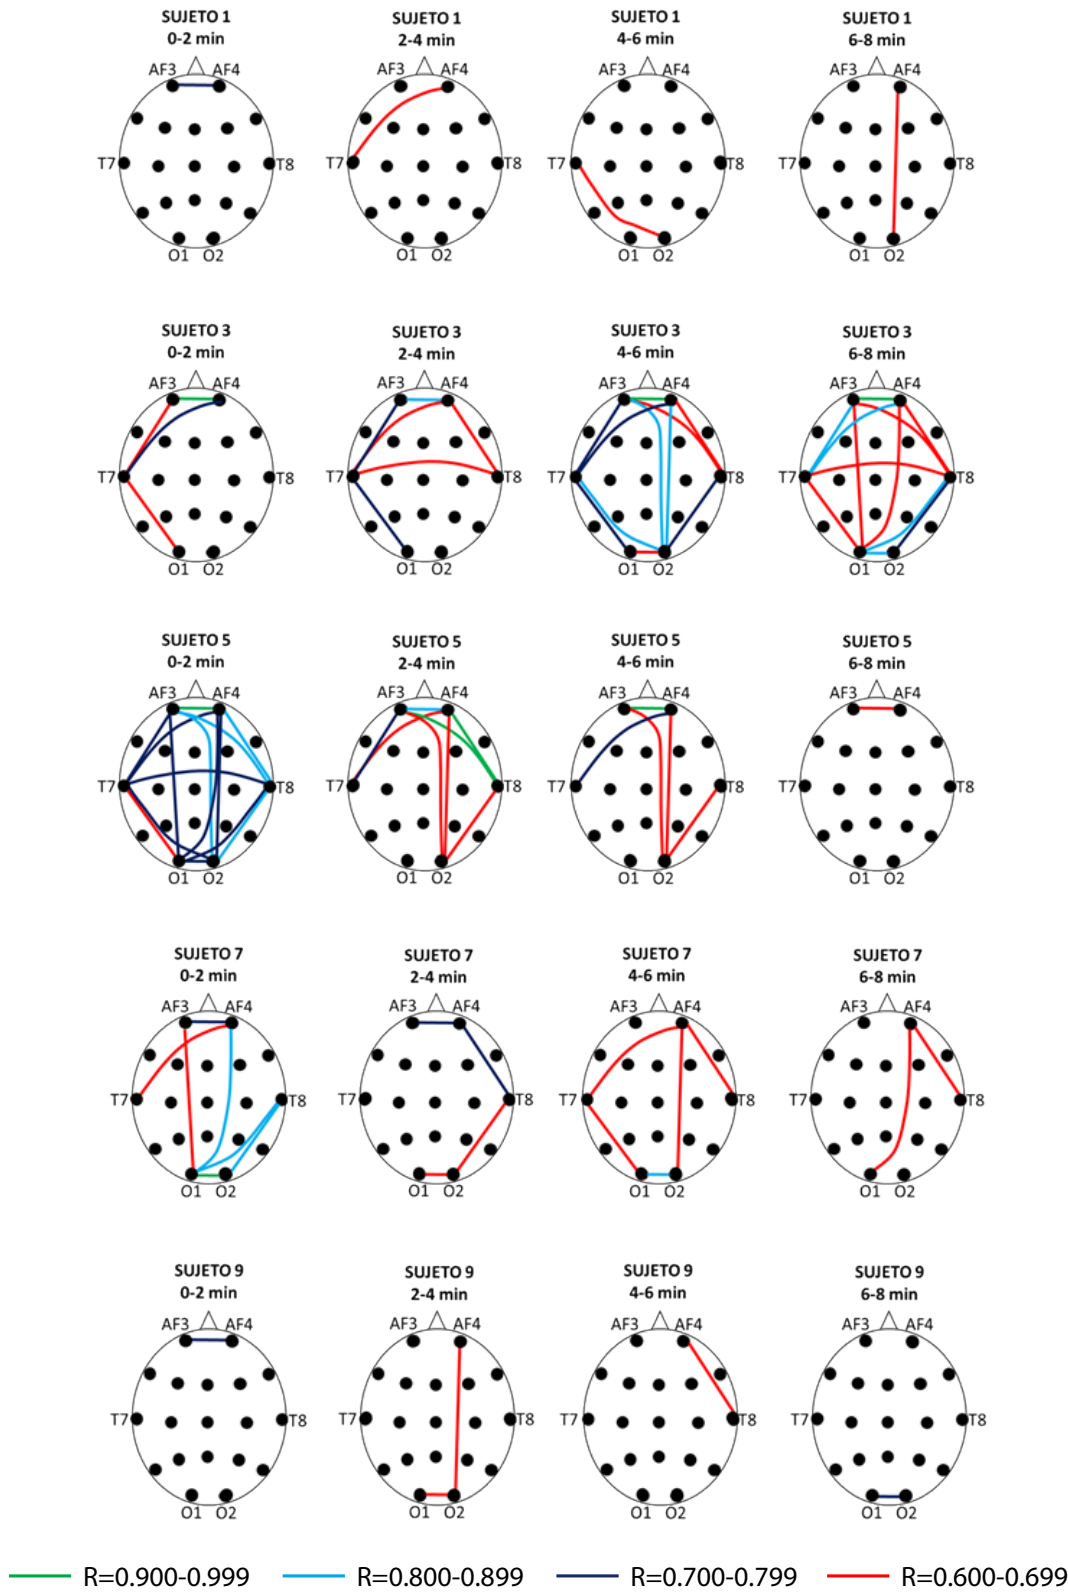 SUJETO 1 SUJETO 1 SUJETO 1 SUJETO 1
0-2 min 2-4 min 4-6 min 6-8 min
AF3 AF4 AF3 AF4 AF3 AF4 AF3 AF4
T7 T8 T7 T8 T7 T8 T7 T8
O1 O2 O1 O2 O1 O2 O1 O2
SUJETO 3 SUJETO 3 SUJETO 3 SUJETO 3
0-2 min 2-4 min 4-6 min 6-8 min
AF3 AF4 AF3 AF4 AF3 AF4 AF3 AF4
T7 T8 T7 T8 T7 T8 T7 T8
O1 O2 O1 O2 O1 O2 O1 O2
SUJETO 5 SUJETO 5 SUJETO 5 SUJETO 5
0-2 min 2-4 min 4-6 min 6-8 min
AF3 AF4 AF3 AF4 AF3 AF4 AF3 AF4
T7 T8 T7 T8 T7 T8 T7 T8
O1 O2 O1 O2 O1 O2 O1 O2
SUJETO 7 SUJETO 7 SUJETO 7 SUJETO 7
0-2 min 2-4 min 4-6 min 6-8 min
AF3 AF4 AF3 AF4 AF3 AF4 AF3 AF4
T7 T8 T7 T8 T7 T8 T7 T8
O1 O2 O1 O2 O1 O2 O1 O2
SUJETO 9 SUJETO 9 SUJETO 9 SUJETO 9
0-2 min 2-4 min 4-6 min 6-8 min
AF3 AF4 AF3 AF4 AF3 AF4 AF3 AF4
T7 T8 T7 T8 T7 T8 T7 T8
O1 O2 O1 O2 O1 O2 O1 O2
R=0.900-0.999 R=0.800-0.899 R=0.700-0.799 R=0.600-0.699